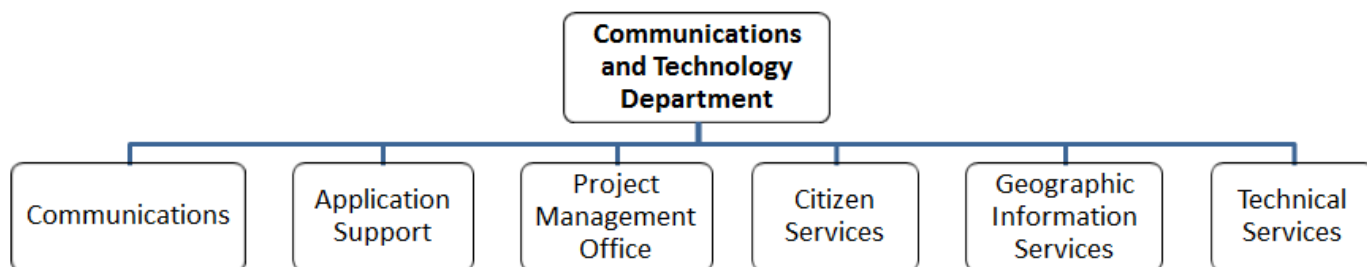 Communications
and Technology
Department
Communications
Application
Support
Project
Management
Office
Citizen
Services
Geographic
Information
Services
Technical
Services